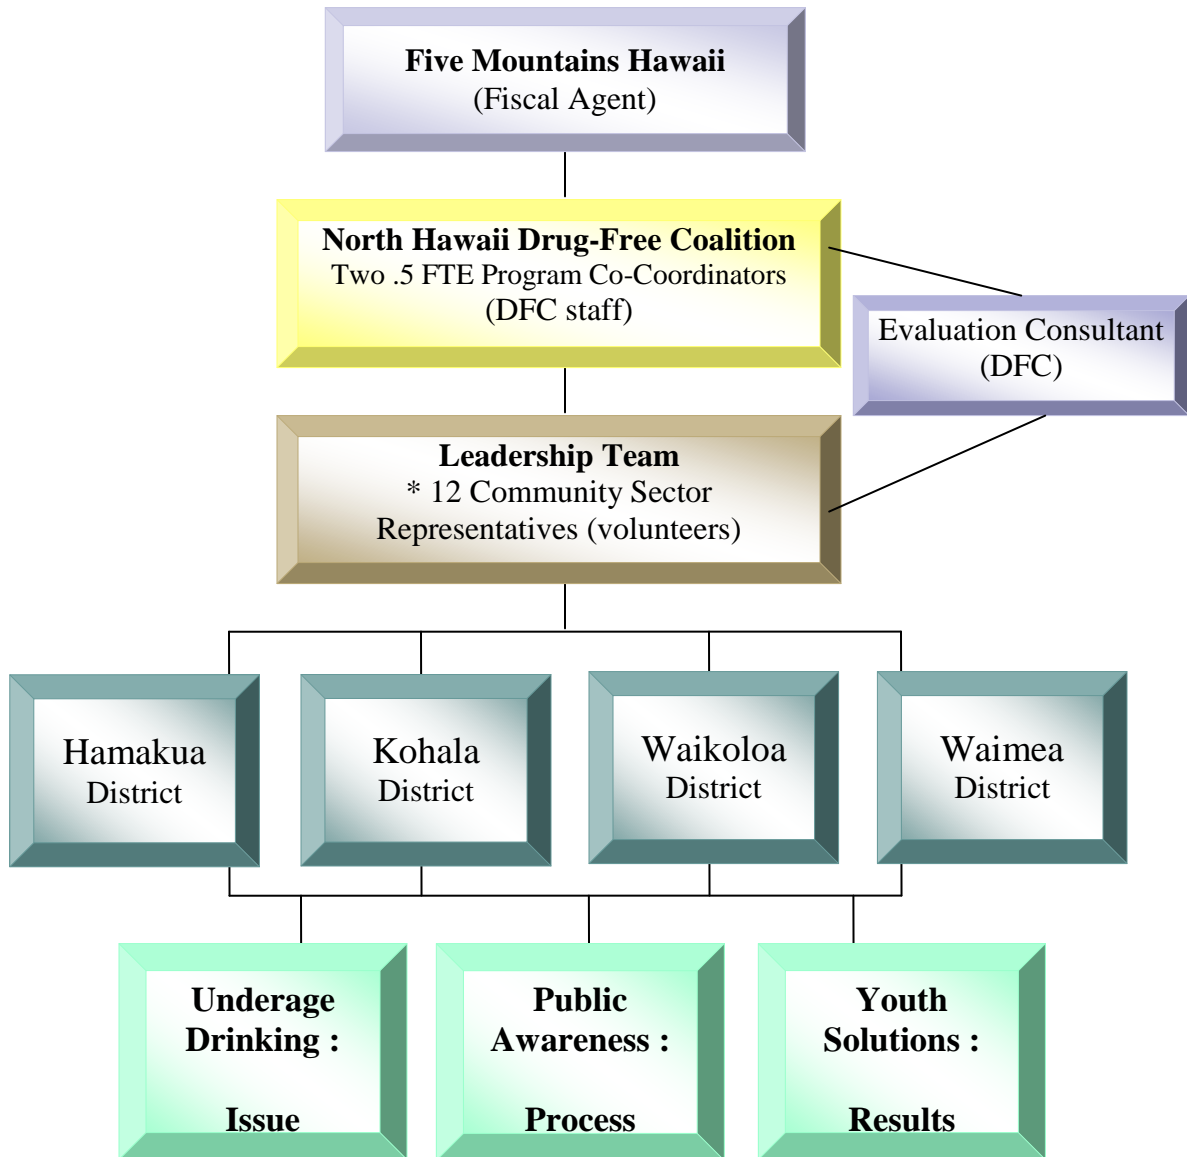 Five Mountains Hawaii
(Fiscal Agent)
North Hawaii Drug-Free Coalition
Two .5 FTE Program Co-Coordinators
(DFC staff)
Evaluation Consultant
(DFC)
Leadership Team
* 12 Community Sector
Representatives (volunteers)
Hamakua
District
Kohala
District
Waikoloa
District
Waimea
District
Underage
Drinking :
Issue
Public
Awareness :
Process
Youth
Solutions :
Results